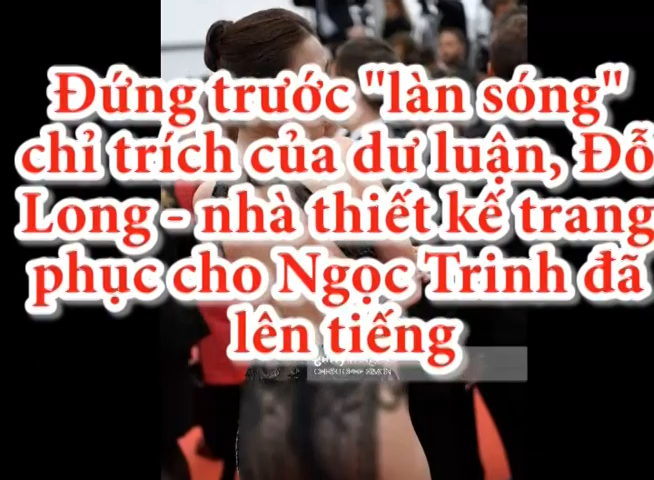 Đứng trước "làn sóng"
chỉ trích của dư luận, Đỗ
Long - nhà thiết kế trang
phục cho Ngọc Trinh đã
lên tiếng